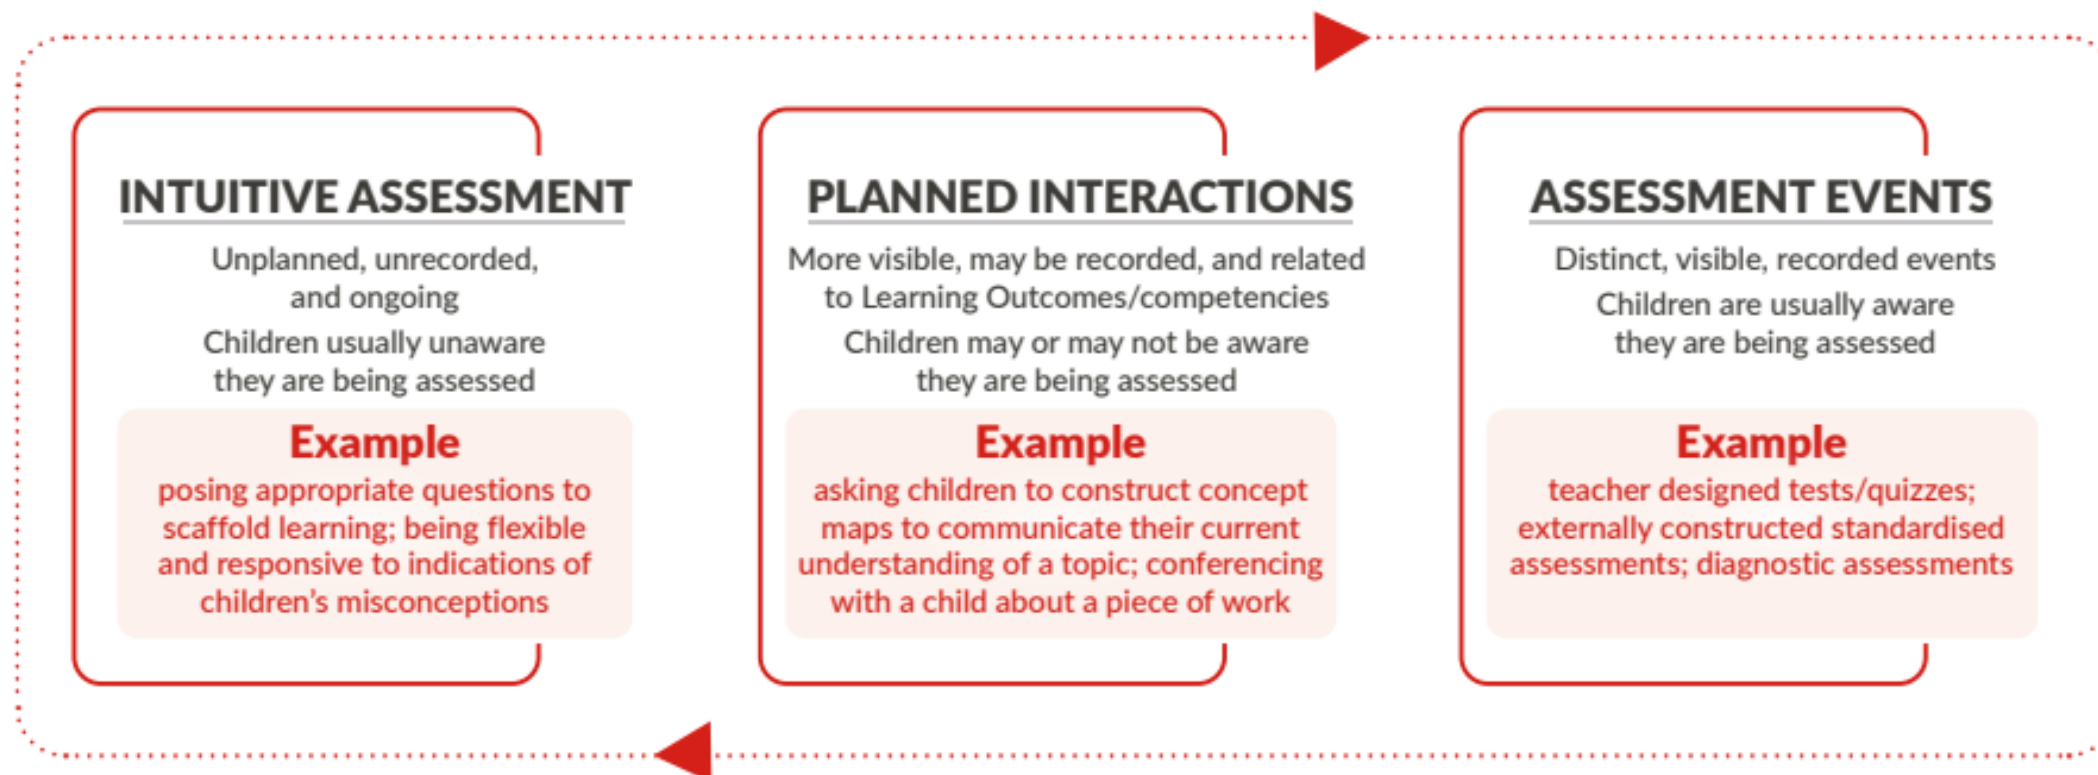 INTUITIVE ASSESSMENT
Unplanned, unrecorded,
and ongoing
Children usually unaware
they are being assessed
Example
posing appropriate questions to
scaffold learning; being flexible
and responsive to indications of
children's misconceptions
PLANNED INTERACTIONS
More visible, may be recorded, and related
to Learning Outcomes/competencies
Children may or may not be aware
they are being assessed
Example
asking children to construct concept
maps to communicate their current
understanding of a topic; conferencing
with a child about a piece of work
ASSESSMENT EVENTS
Distinct, visible, recorded events
Children are usually aware
they are being assessed
Example
teacher designed tests/quizzes;
externally constructed standardised
assessments; diagnostic assessments